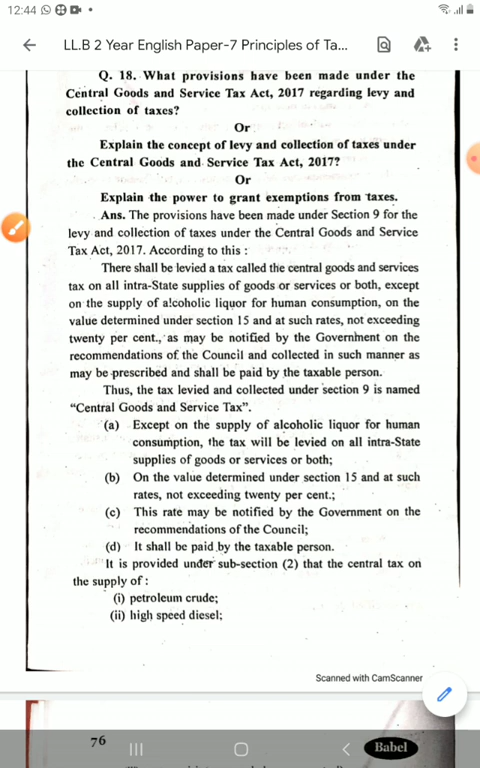 12:44
LL.B 2 Year English Paper-7 Principles of Ta...
Q. 18. What provisions have been made under the
Central Goods and Service Tax Act, 2017 regarding levy and
collection of taxes?
Or
Explain the concept of levy and collection of taxes under
the Central Goods and Service Tax Act, 2017?
Or
Explain the power to grant exemptions from taxes.
Ans. The provisions have been made under Section 9 for the
levy and collection of taxes under the Central Goods and Service
Tax Act, 2017. According to this :
There shall be levied a tax called the central goods and services
tax on all intra-State supplies of goods or services or both, except
on the supply of alcoholic liquor for human consumption, on the
value determined under section 15 and at such rates, not exceeding
twenty per cent., as may be notified by the Government on the
recommendations of the Council and collected in such manner as
may be prescribed and shall be paid by the taxable person.
Thus, the tax levied and collected under section 9 is named
“Central Goods and Service Tax”.
(a) Except on the supply of alcoholic liquor for human
consumption, the tax will be levied on all intra-State
supplies of goods or services or both;
(b) On the value determined under section 15 and at such
rates, not exceeding twenty per cent.;
(c) This rate may be notified by the Government on the
recommendations of the Council;
(d) It shall be paid by the taxable person.
It is provided under sub-section (2) that the central tax on
the supply of :
(i) petroleum crude;
(ii) high speed diesel;
Scanned with CamScanner
76
Babel